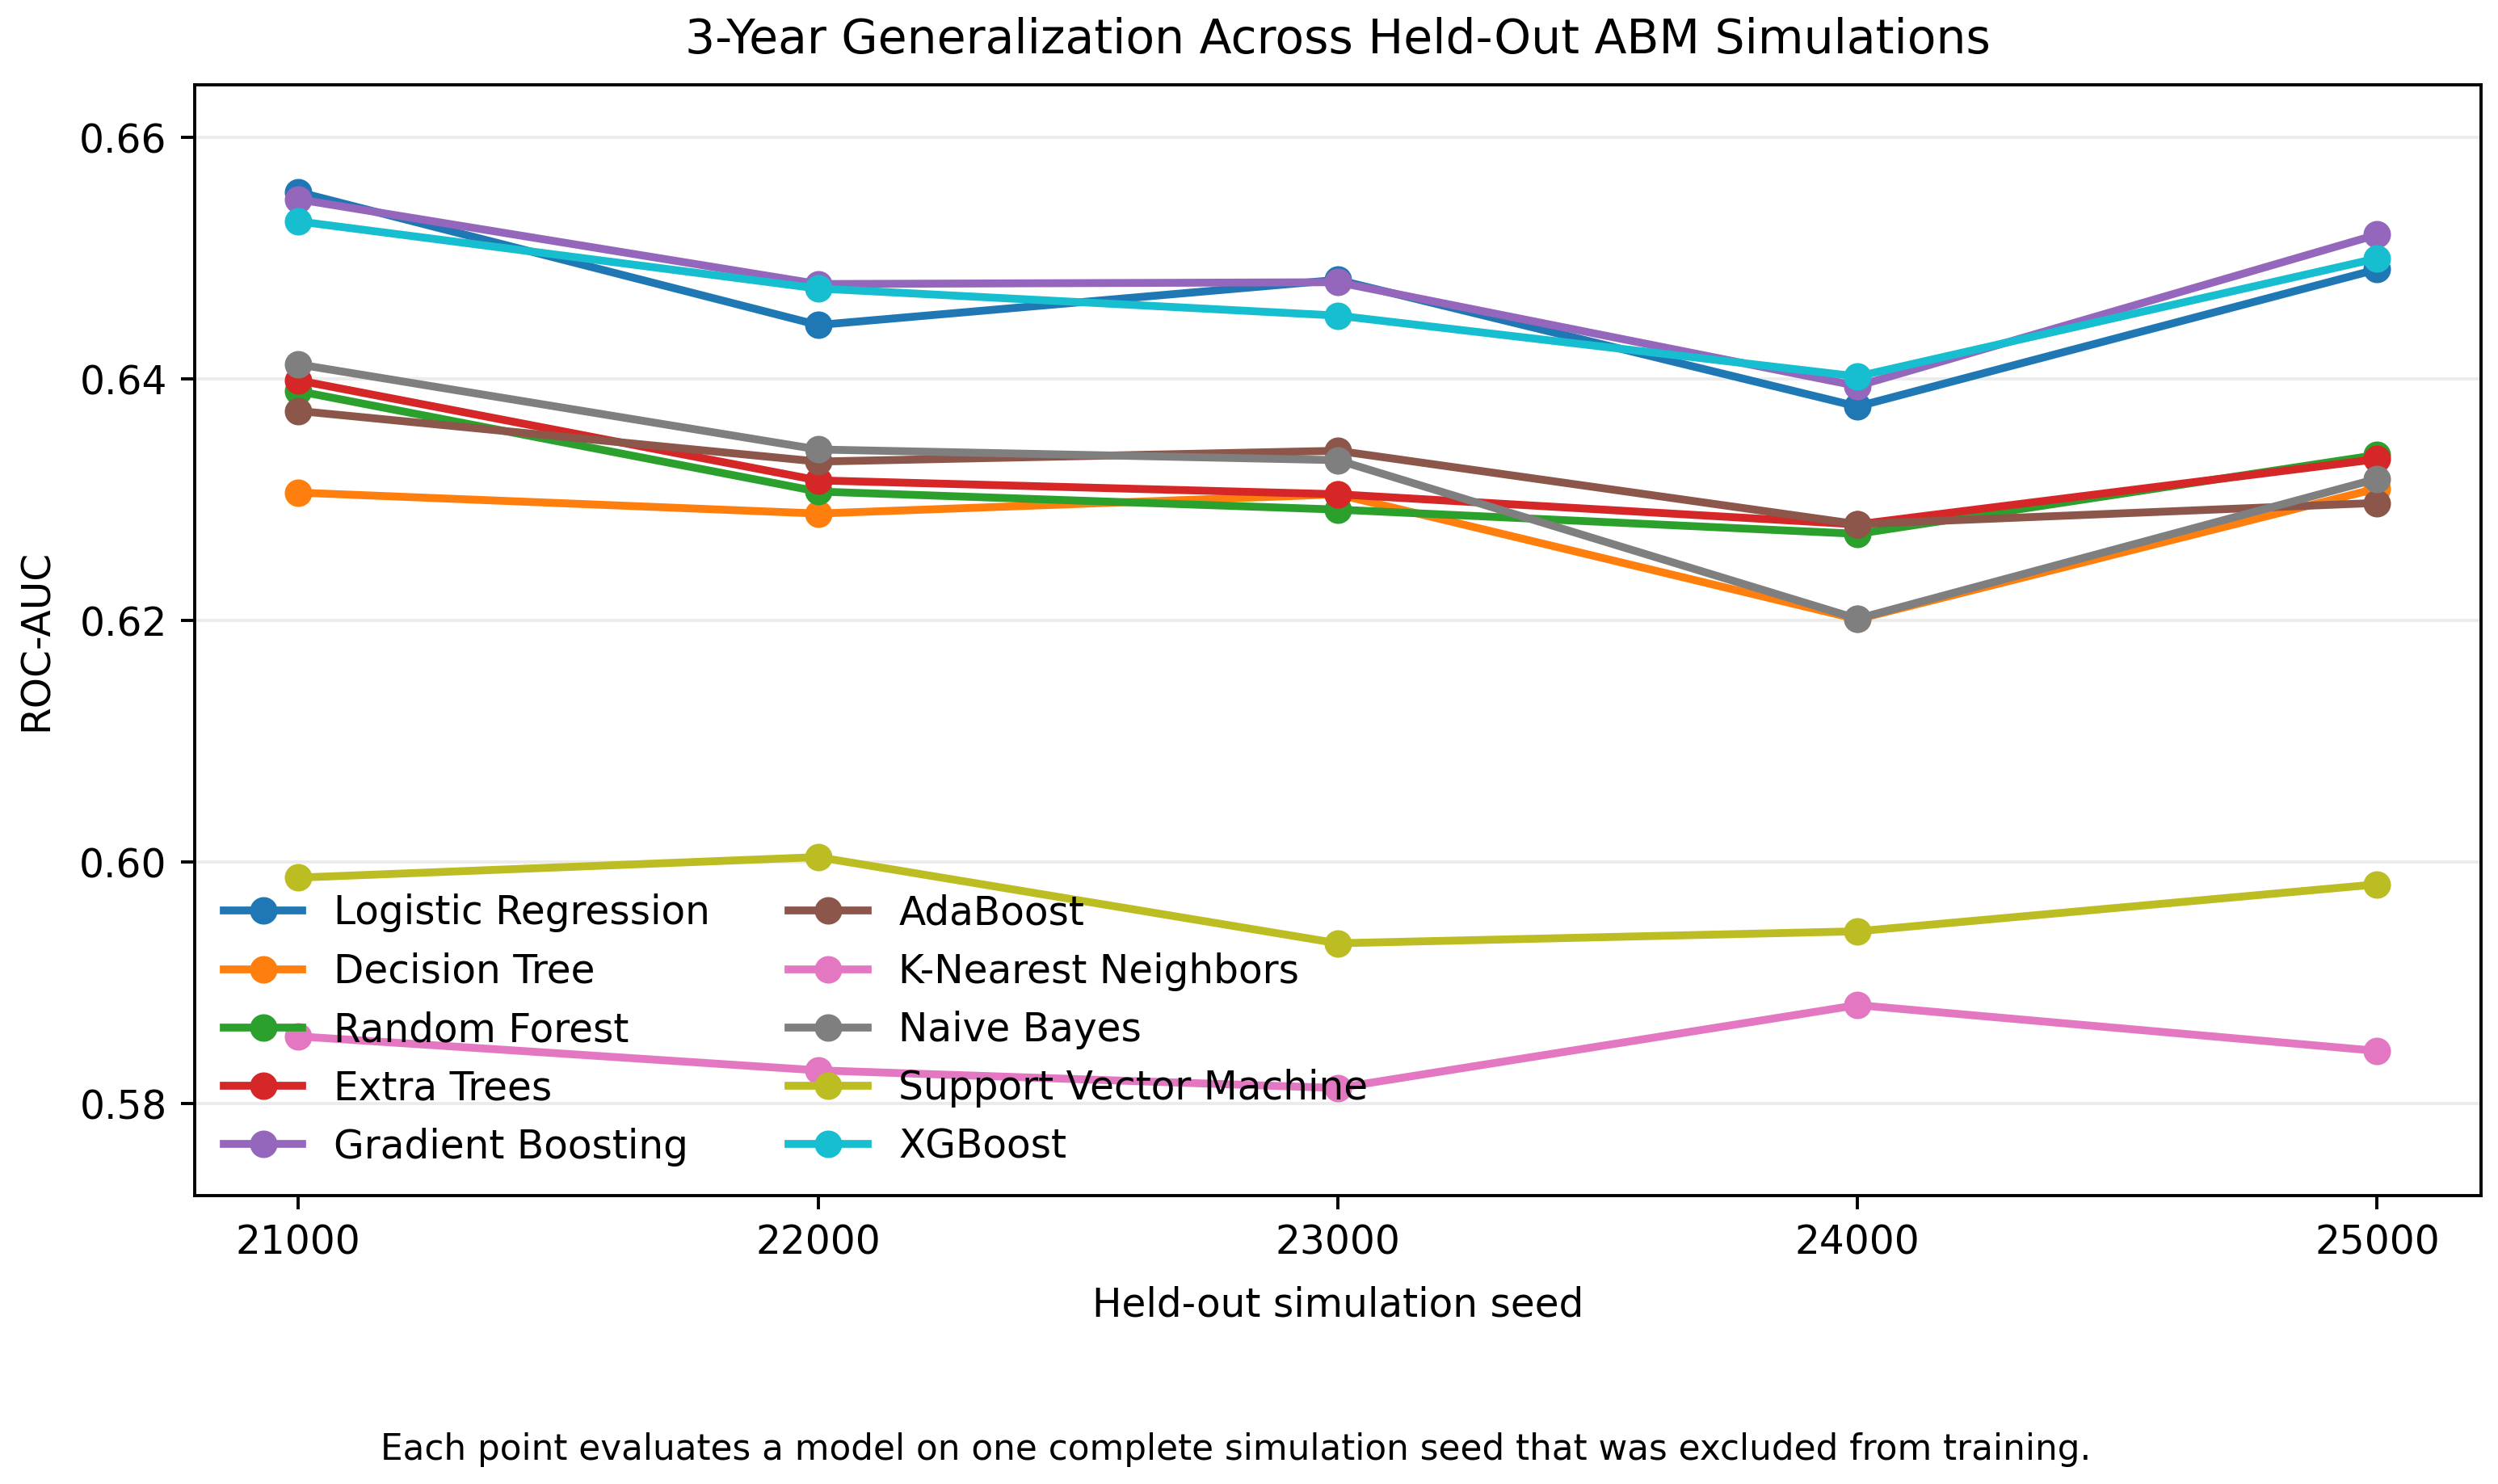 3-Year Generalization Across Held-Out ABM Simulations
0.66
0.64
0.62
0.60
0.58
ROC-AUC
Logistic Regression
Decision Tree
Random Forest
Extra Trees
Gradient Boosting
AdaBoost
K-Nearest Neighbors
Naive Bayes
Support Vector Machine
XGBoost
21000 22000 23000 24000 25000
Held-out simulation seed
Each point evaluates a model on one complete simulation seed that was excluded from training.